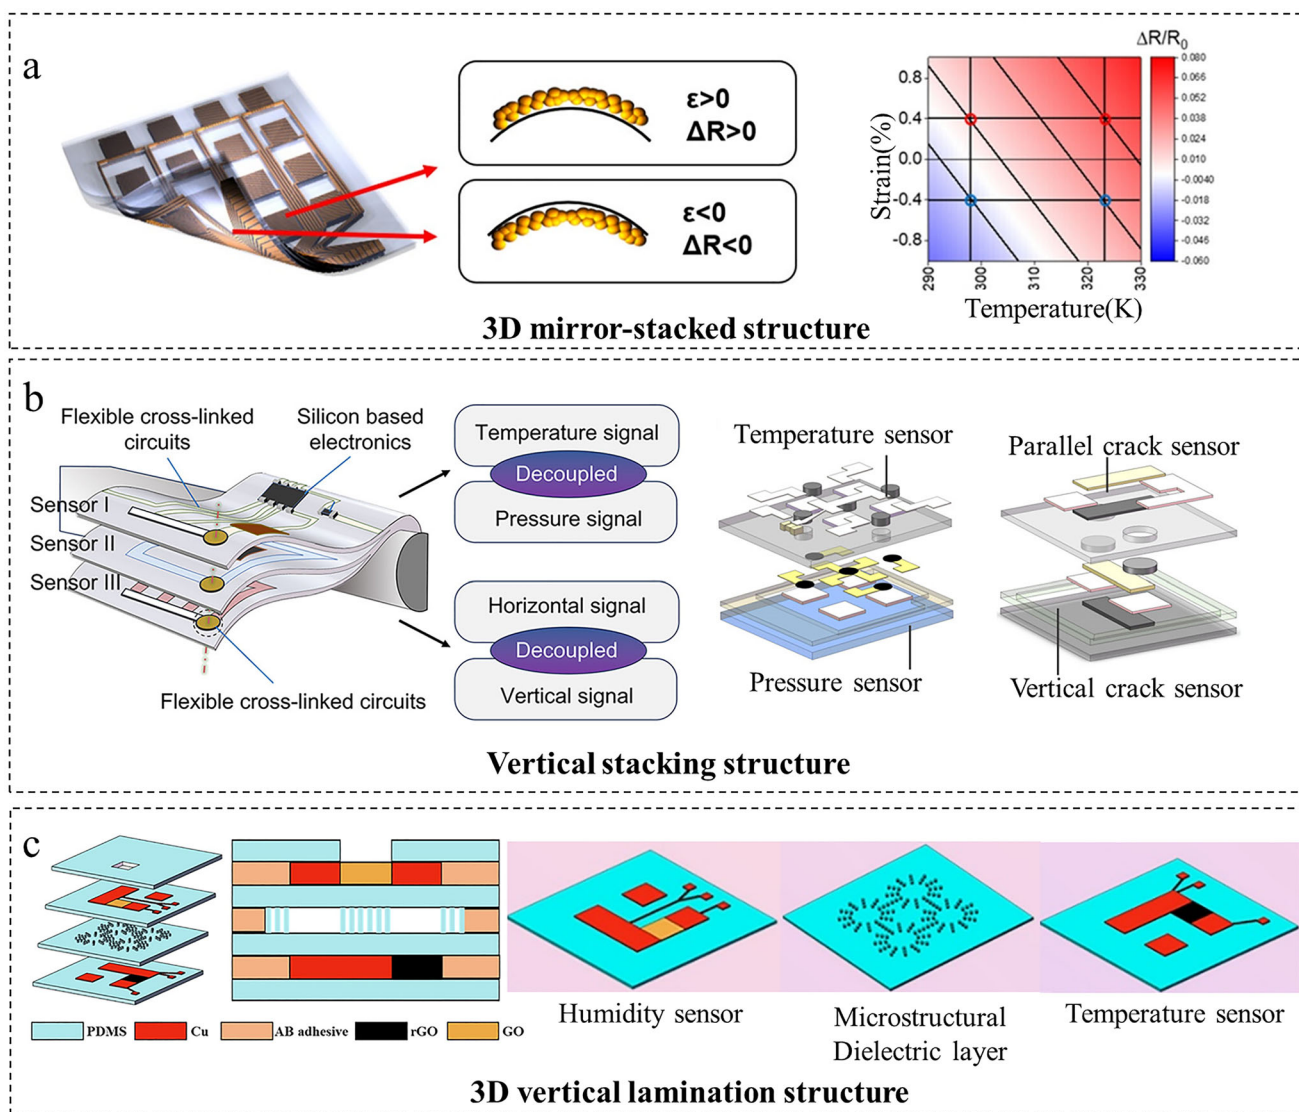 a
ε>0
ΔR>0
ε<0
ΔR<0
ΔR/R0
0.8
0.4
0.0
-0.4
-0.8
Strain(%)
290
300
310
320
330
Temperature(K)
0.080
0.066
0.052
0.038
0.024
0.010
-0.0040
-0.018
-0.032
-0.046
-0.060
3D mirror-stacked structure
b
Flexible cross-linked
circuits
Silicon based
electronics
Sensor I
Sensor II
Sensor III
Flexible cross-linked circuits
Temperature signal
Decoupled
Pressure signal
Horizontal signal
Decoupled
Vertical signal
Temperature sensor
Pressure sensor
Parallel crack sensor
Vertical crack sensor
Vertical stacking structure
c
PDMS
Cu
AB adhesive
rGO
GO
Humidity sensor
Microstructural
Dielectric layer
Temperature sensor
3D vertical lamination structure